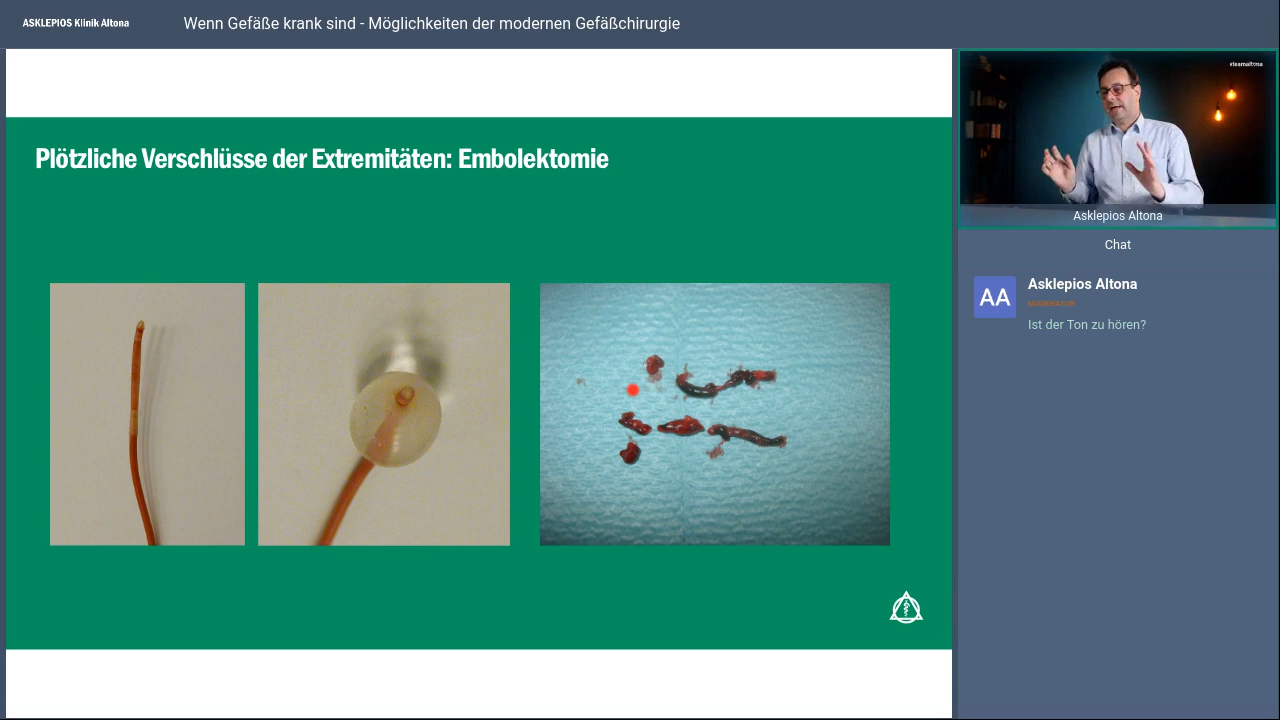 ASKLEPIOS Klinik Altona
Wenn Gefäße krank sind - Möglichkeiten der modernen Gefäßchirurgie
Plötzliche Verschlüsse der Extremitäten: Embolektomie
#teamaltona
Asklepios Altona
Chat
AA
Asklepios Altona
MODERATOR
Ist der Ton zu hören?